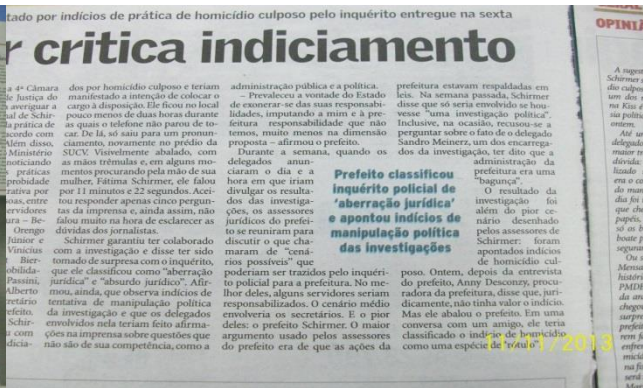 tado por indícios de prática de homicídio culposo pelo inquérito entregue na sexta
r critica indiciamento
a 4ª Câmara
de Justiça do
averiguar a
ual de Schir-
da prática de
acordo com
Além disso,
Ministério
noticiando
práticas
probidade
rativa por
oas, entre
ervidores
ura – Be-
Orengo
Júnior e
Vinicius
Bier-
obilida-
Passini,
Alberto
retário
refeito.
Schir-
u com
dicia-
dos por homicídio culposo e teriam
manifestado a intenção de colocar o
cargo à disposição. Ele ficou no local
pouco menos de duas horas durante
as quais o telefone não parou de to-
car. De lá, só saiu para um pronun-
ciamento, novamente no prédio da
SUCV. Visivelmente abalado, com
as mãos trêmulas e, em alguns mo-
mentos procurando pela mão de sua
mulher, Fátima Schirmer, ele falou
por 11 minutos e 22 segundos. Acei-
tou responder apenas cinco pergun-
tas da imprensa e, ainda assim, não
falou muito na hora de esclarecer as
dúvidas dos jornalistas.
Schirmer garantiu ter colaborado
com a investigação e disse ter sido
tomado de surpresa com o inquérito,
que ele classificou como “aberração
jurídica” e “absurdo jurídico”. Afir-
mou, ainda, que observa indícios de
tentativa de manipulação política
da investigação e que os delegados
envolvidos nela teriam feito afirma-
ções na imprensa sobre questões que
não são de sua competência, como a
administração pública e a política.
– Prevaleceu a vontade do Estado
de exonerar-se das suas responsabi-
lidades, imputando a mim e à pre-
feitura responsabilidade que não
temos, muito menos na dimensão
proposta – afirmou o prefeito.
Durante a semana, quando os
delegados anun-
ciaram o dia e a
hora em que iriam
divulgar os resulta-
dos das investiga-
ções, os assessores
jurídicos do prefei-
to se reuniram para
discutir o que cha-
maram de “cená-
rios possíveis” que
poderiam ser trazidos pelo inquéri-
to policial para a prefeitura. No me-
lhor deles, alguns servidores seriam
responsabilizados. O cenário médio
envolveria os secretários. E o pior
deles: o prefeito Schirmer. O maior
argumento usado pelos assessores
do prefeito era de que as ações da
Prefeito classificou
inquérito policial de
‘aberração jurídica’
e apontou indícios de
manipulação política
das investigações
prefeitura estavam respaldadas em
leis. Na semana passada, Schirmer
disse que só seria envolvido se hou-
vesse “uma investigação política”.
Inclusive, na ocasião, recusou-se a
perguntar sobre o fato de o delegado
Sandro Meinerz, um dos encarrega-
dos da investigação, ter dito que a
administração da
prefeitura era uma
“bagunça”.
O resultado da
investigação foi
além do pior ce-
nário desenhado
pelos assessores de
Schirmer: foram
apontados indícios
de homicídio cul-
poso. Ontem, depois da entrevista
do prefeito, Anny Desconzy, procu-
radora da prefeitura, disse que, juri-
dicamente, não tinha valor o indício.
Mas ele abalou o prefeito. Em uma
conversa com um amigo, ele teria
classificado o indício de homicídio
como uma espécie de “rótulo”
11/11/2013
OPINIÃ